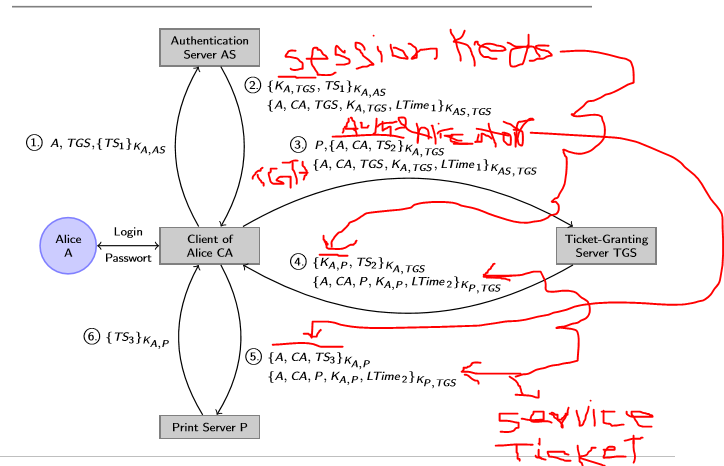 Authentication
Server AS
Session Keys
② {K_{A,TGS}, TS_1}_{K_{A,AS}}
{A, CA, TGS, K_{A,TGS}, LTime_1}_{K_{AS,TGS}}
① A, TGS, {TS_1}_{K_{A,AS}}
Authenticator
③ P, {A, CA, TS_2}_{K_{A,TGS}}
{A, CA, TGS, K_{A,TGS}, LTime_1}_{K_{AS,TGS}}
TGT
Alice
A
Login
Passwort
Client of
Alice CA
Ticket-Granting
Server TGS
④ {K_{A,P}, TS_2}_{K_{A,TGS}}
{A, CA, P, K_{A,P}, LTime_2}_{K_{P,TGS}}
⑥ {TS_3}_{K_{A,P}}
⑤ {A, CA, TS_3}_{K_{A,P}}
{A, CA, P, K_{A,P}, LTime_2}_{K_{P,TGS}}
Print Server P
Service
Ticket